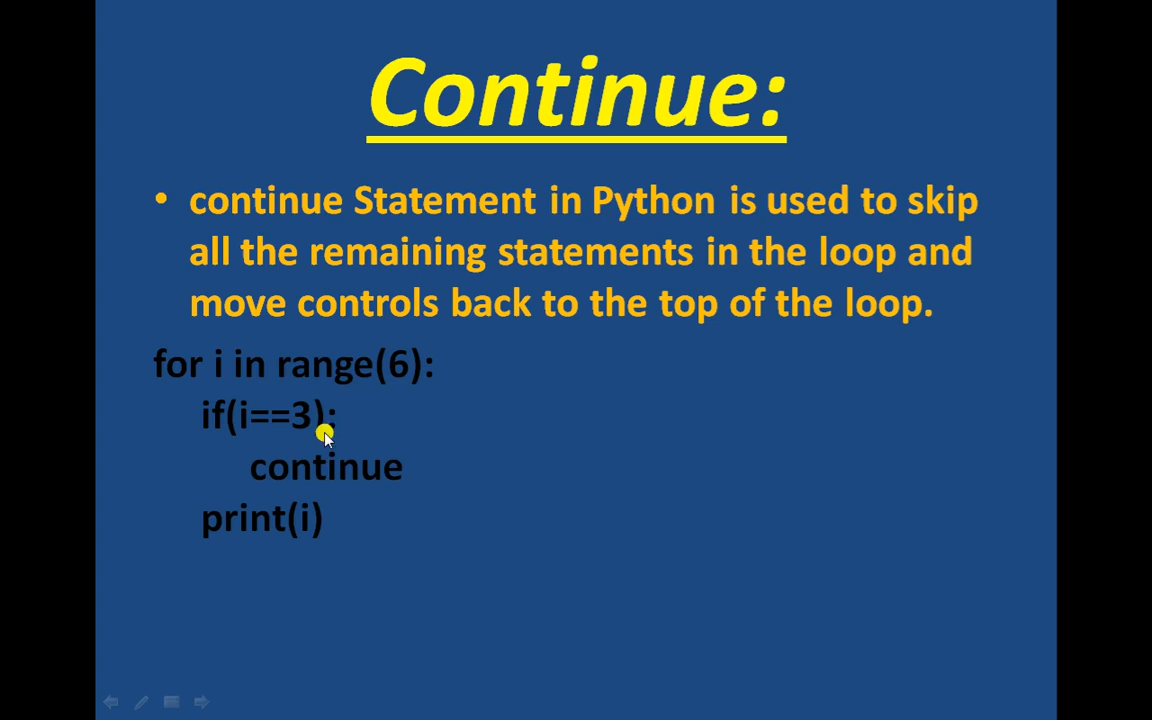 Continue:
• continue Statement in Python is used to skip
all the remaining statements in the loop and
move controls back to the top of the loop.
for i in range(6):
if(i==3):
continue
print(i)